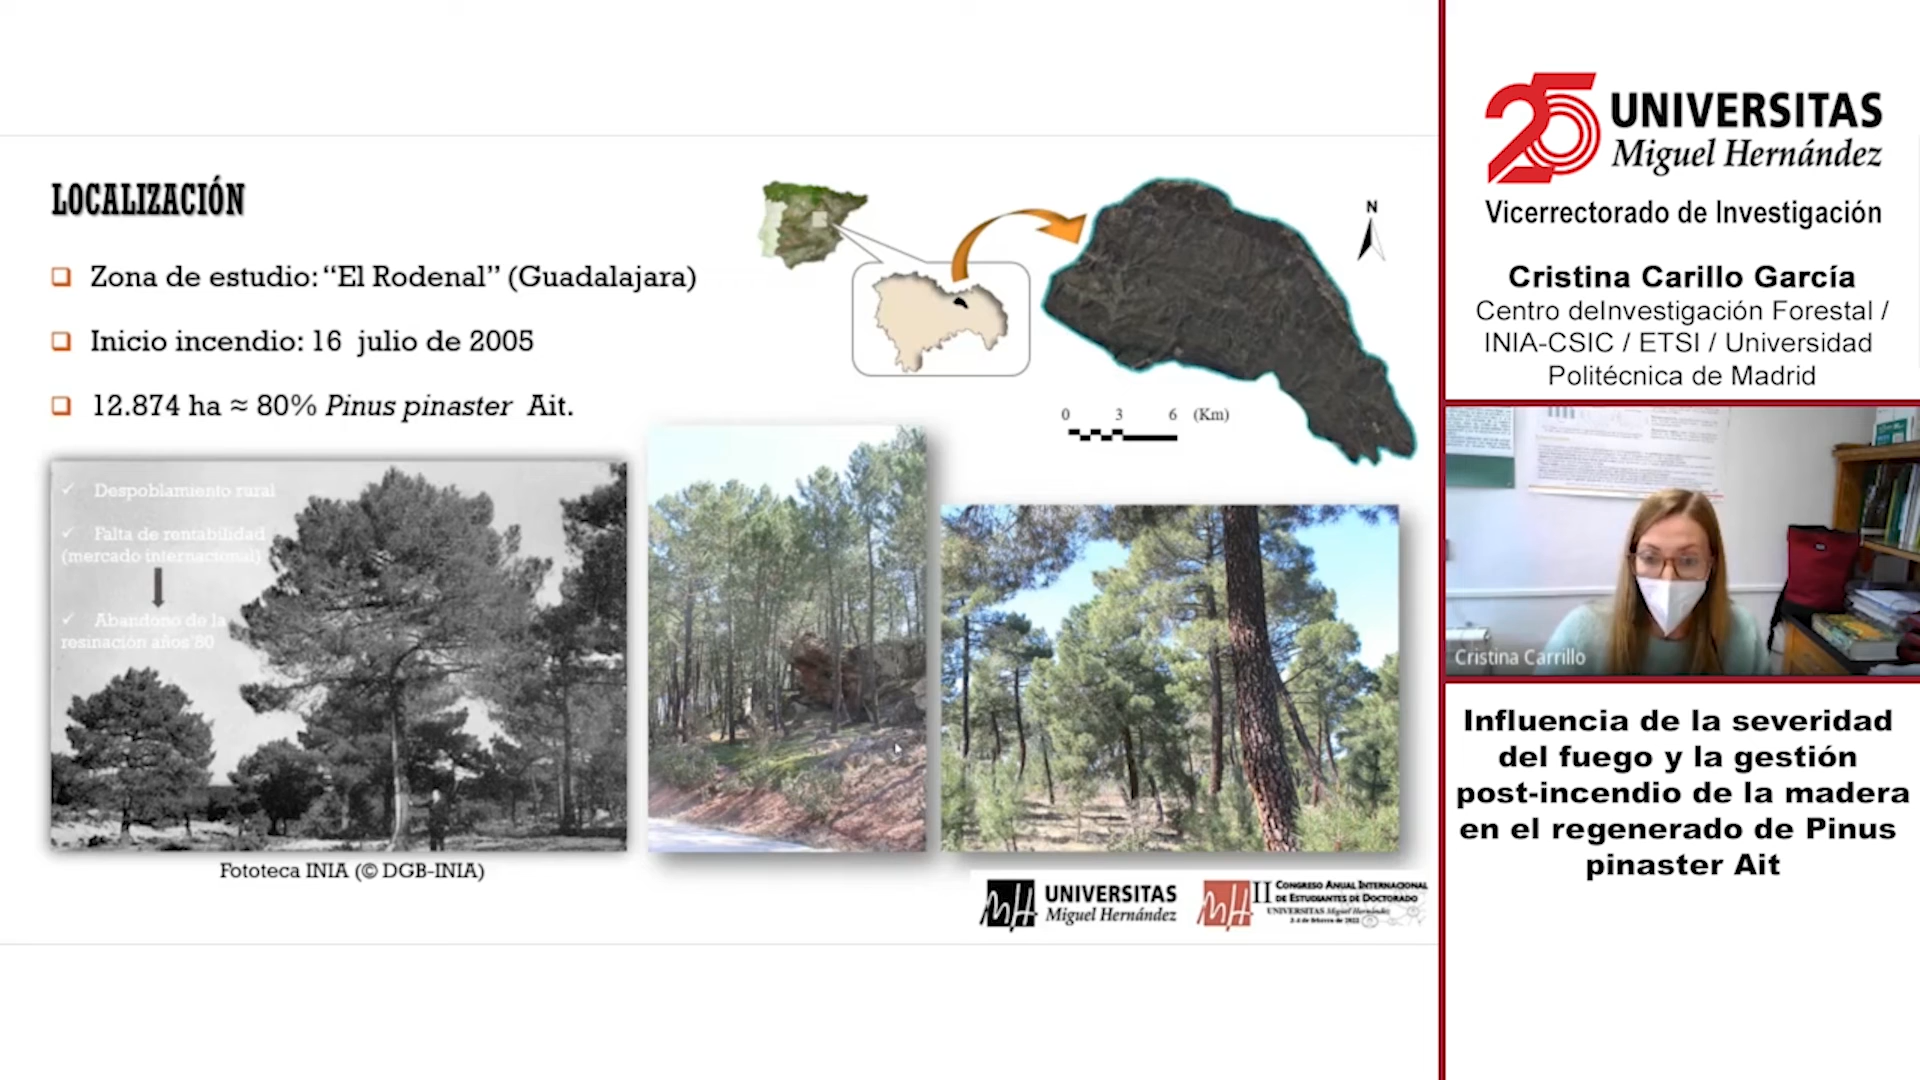 LOCALIZACIÓN
Zona de estudio: “El Rodenal” (Guadalajara)
Inicio incendio: 16 julio de 2005
12.874 ha ≈ 80% Pinus pinaster Ait.
N
0 3 6 (Km)
✓ Despoblamiento rural
✓ Falta de rentabilidad
(mercado internacional)
✓ Abandono de la
resinación años'80
Fototeca INIA (© DGB-INIA)
UNIVERSITAS
Miguel Hernández
II CONGRESO ANUAL INTERNACIONAL
DE ESTUDIANTES DE DOCTORADO
UNIVERSITAS Miguel Hernández
25 UNIVERSITAS
Miguel Hernández
Vicerrectorado de Investigación
Cristina Carillo García
Centro deInvestigación Forestal /
INIA-CSIC / ETSI / Universidad
Politécnica de Madrid
Cristina Carrillo
Influencia de la severidad
del fuego y la gestión
post-incendio de la madera
en el regenerado de Pinus
pinaster Ait